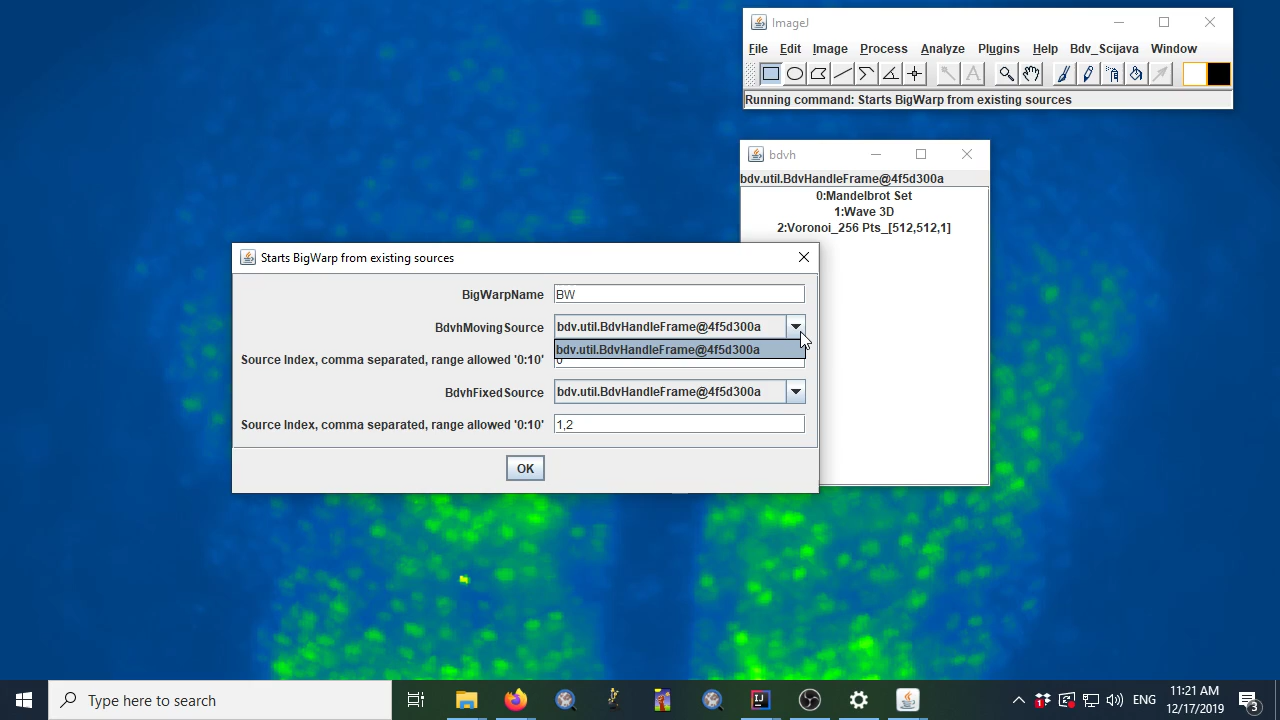 ImageJ
File Edit Image Process Analyze Plugins Help Bdv_Scijava Window
A
Running command: Starts BigWarp from existing sources
bdvh
bdv.util.BdvHandleFrame@4f5d300a
0:Mandelbrot Set
1:Wave 3D
2:Voronoi_256 Pts_[512,512,1]
Starts BigWarp from existing sources
BigWarpName BW
BdvhMovingSource bdv.util.BdvHandleFrame@4f5d300a
bdv.util.BdvHandleFrame@4f5d300a
Source Index, comma separated, range allowed '0:10' 0
BdvhFixedSource bdv.util.BdvHandleFrame@4f5d300a
Source Index, comma separated, range allowed '0:10' 1,2
OK
Type here to search
IJ
1
ENG
11:21 AM
12/17/2019
3